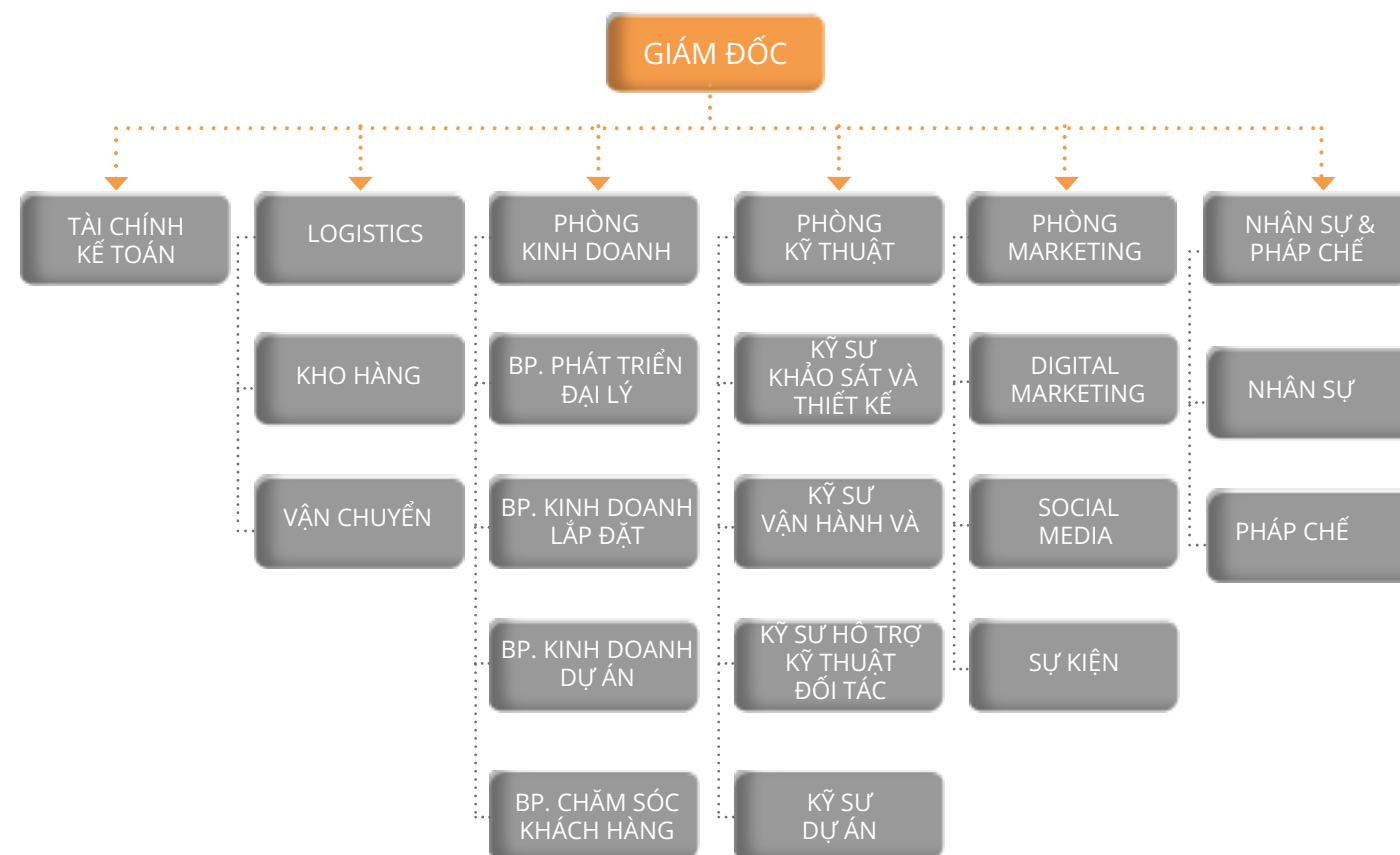 GIÁM ĐỐC
TÀI CHÍNH
KẾ TOÁN
LOGISTICS
KHO HÀNG
VẬN CHUYỂN
PHÒNG
KINH DOANH
BP. PHÁT TRIỂN
ĐẠI LÝ
BP. KINH DOANH
LẮP ĐẶT
BP. KINH DOANH
DỰ ÁN
BP. CHĂM SÓC
KHÁCH HÀNG
PHÒNG
KỸ THUẬT
KỸ SƯ
KHẢO SÁT VÀ
THIẾT KẾ
KỸ SƯ
VẬN HÀNH VÀ
KỸ SƯ HỖ TRỢ
KỸ THUẬT
ĐỐI TÁC
KỸ SƯ
DỰ ÁN
PHÒNG
MARKETING
DIGITAL
MARKETING
SOCIAL
MEDIA
SỰ KIỆN
NHÂN SỰ &
PHÁP CHẾ
NHÂN SỰ
PHÁP CHẾ